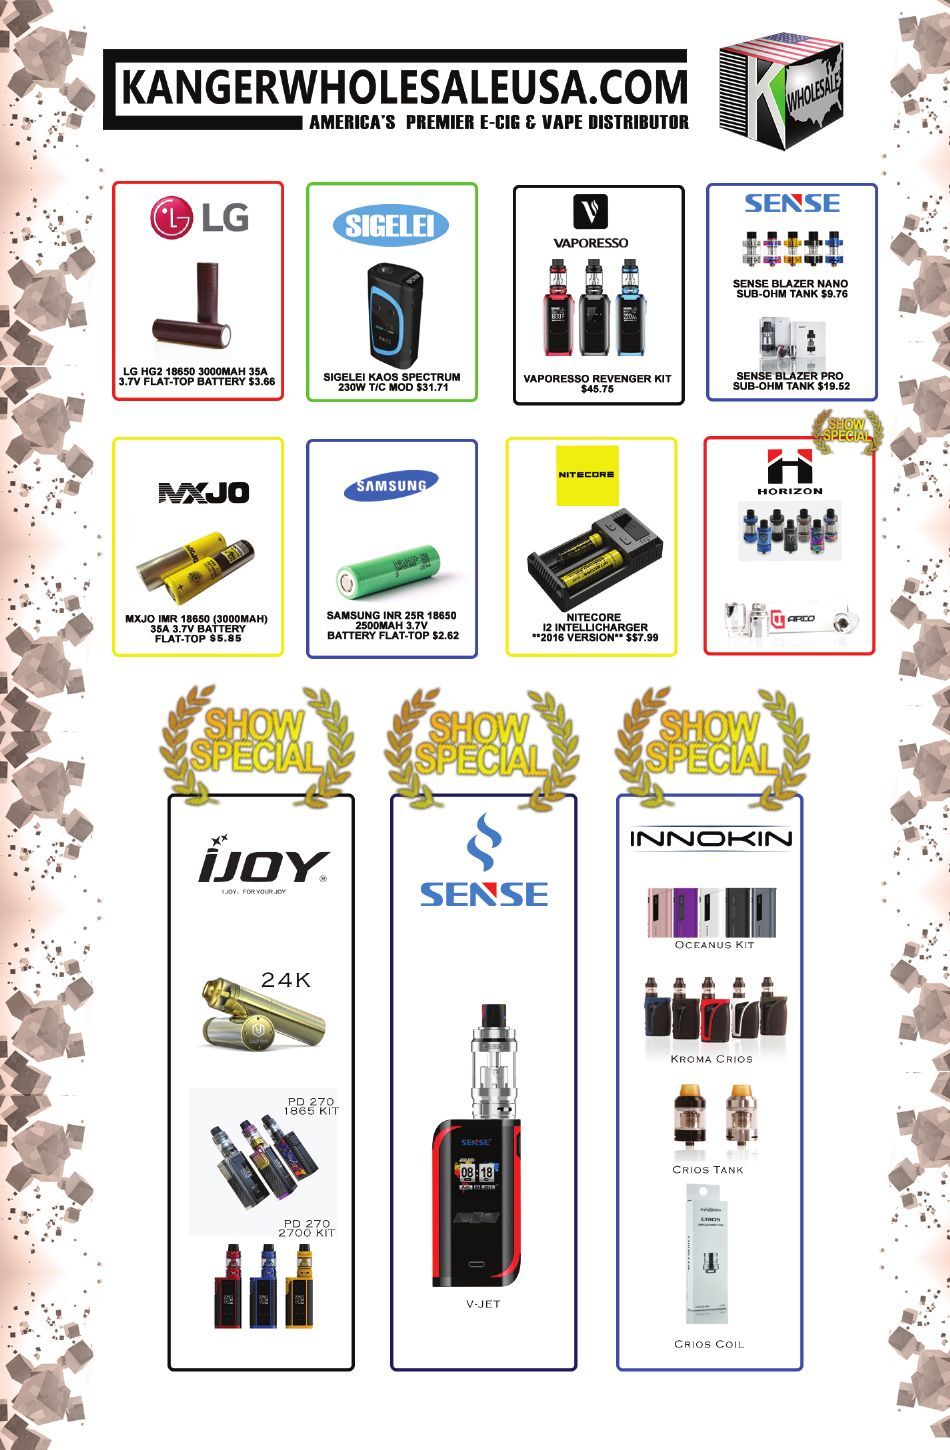 KANGERWHOLESALEUSA.COM
AMERICA'S PREMIER E-CIG & VAPE DISTRIBUTOR
K WHOLESALE
LG
LG HG2 18650 3000MAH 35A
3.7V FLAT-TOP BATTERY $3.66
SIGELEI
SIGELEI KAOS SPECTRUM
230W T/C MOD $31.71
VAPORESSO
VAPORESSO REVENGER KIT
$45.75
SENSE
SENSE BLAZER NANO
SUB-OHM TANK $9.76
SENSE BLAZER PRO
SUB-OHM TANK $19.52
MXJO
MXJO IMR 18650 (3000MAH)
35A 3.7V BATTERY
FLAT-TOP $5.85
SAMSUNG
SAMSUNG INR 25R 18650
2500MAH 3.7V
BATTERY FLAT-TOP $2.62
NITECORE
NITECORE
I2 INTELLICHARGER
**2016 VERSION** $$7.99
SHOW
SPECIAL
HORIZON
ARCO
SHOW
SPECIAL
iJOY®
IJOY. FOR YOUR JOY
24K
PD 270
1865 KIT
PD 270
2700 KIT
SHOW
SPECIAL
SENSE
SENSE
08 18
V-JET
SHOW
SPECIAL
INNOKIN
OCEANUS KIT
KROMA CRIOS
CRIOS TANK
INNOKIN
CRIOS
CRIOS COIL